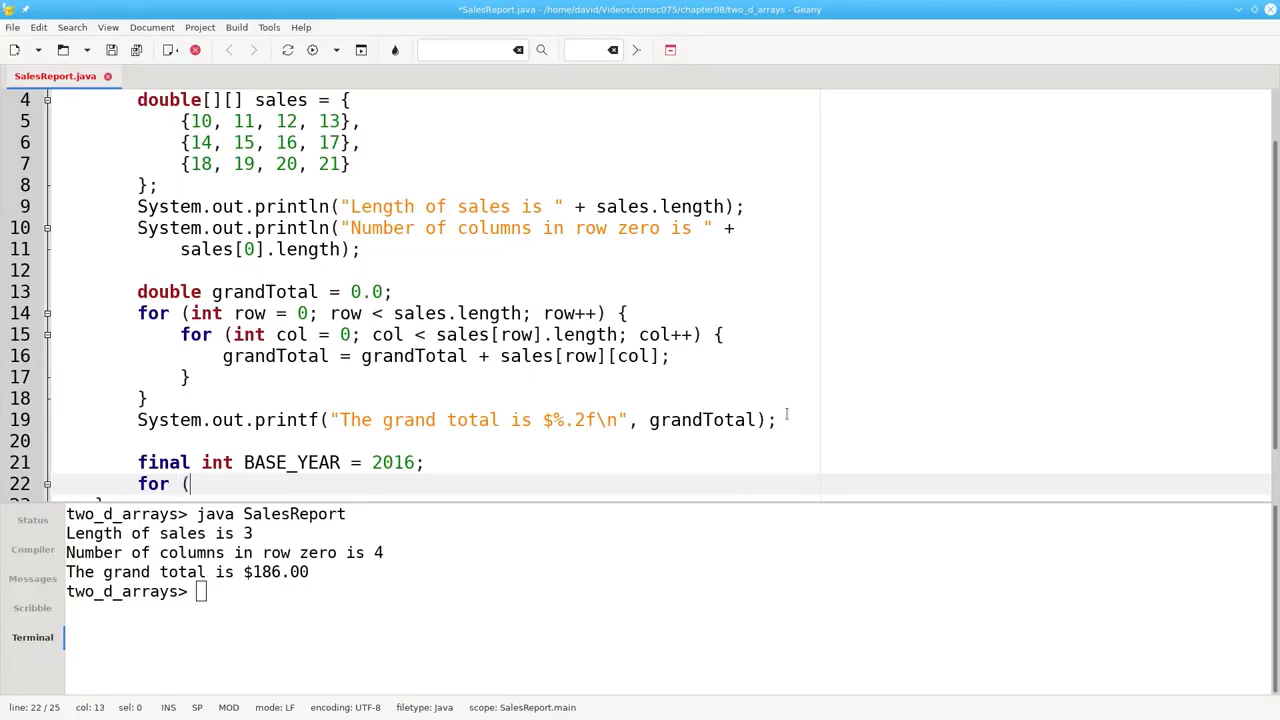 *SalesReport.java - /home/david/Videos/comsc075/chapter08/two_d_arrays - Geany
File Edit Search View Document Project Build Tools Help
SalesReport.java
4 double[][] sales = {
5 {10, 11, 12, 13},
6 {14, 15, 16, 17},
7 {18, 19, 20, 21}
8 };
9 System.out.println("Length of sales is " + sales.length);
10 System.out.println("Number of columns in row zero is " +
11 sales[0].length);
12
13 double grandTotal = 0.0;
14 for (int row = 0; row < sales.length; row++) {
15 for (int col = 0; col < sales[row].length; col++) {
16 grandTotal = grandTotal + sales[row][col];
17 }
18 }
19 System.out.printf("The grand total is $%.2f\n", grandTotal);
20
21 final int BASE_YEAR = 2016;
22 for (
Status
Compiler
Messages
Scribble
Terminal
two_d_arrays> java SalesReport
Length of sales is 3
Number of columns in row zero is 4
The grand total is $186.00
two_d_arrays>
line: 22 / 25 col: 13 sel: 0 INS SP MOD mode: LF encoding: UTF-8 filetype: Java scope: SalesReport.main